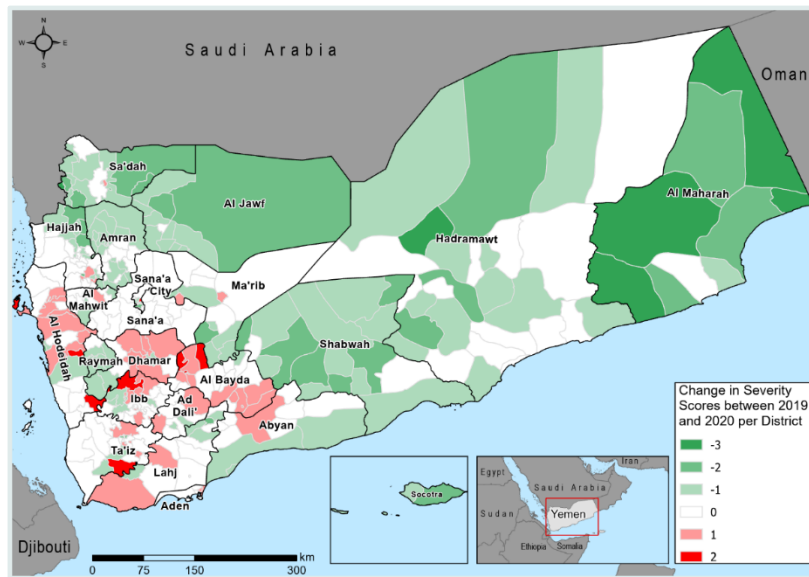 N
W
E
S
Saudi Arabia
Oman
Sa'dah
Al Jawf
Al Maharah
Hajjah
Amran
Hadramawt
Sana'a
City
Ma'rib
Al
Mahwit
Sana'a
Al Hodeidah
Shabwah
Raymah
Dhamar
Al Bayda
Ibb
Ad
Dali'
Abyan
Ta'iz
Lahj
Aden
Djibouti
km
0
75
150
300
Socotra
Egypt
Iran
Saudi Arabia
Sudan
Yemen
Ethiopia
Somalia
Change in Severity
Scores between 2019
and 2020 per District
-3
-2
-1
0
1
2